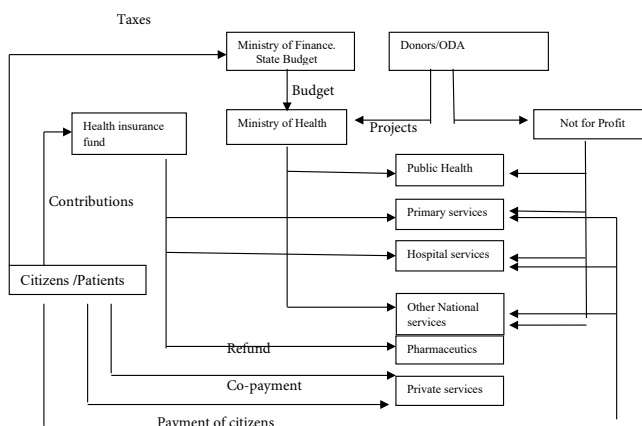 Taxes
Ministry of Finance.
State Budget
Donors/ODA
Budget
Health insurance
fund
Ministry of Health
Projects
Not for Profit
Public Health
Contributions
Primary services
Hospital services
Citizens /Patients
Other National
services
Refund
Pharmaceutics
Co-payment
Private services
Payment of citizens